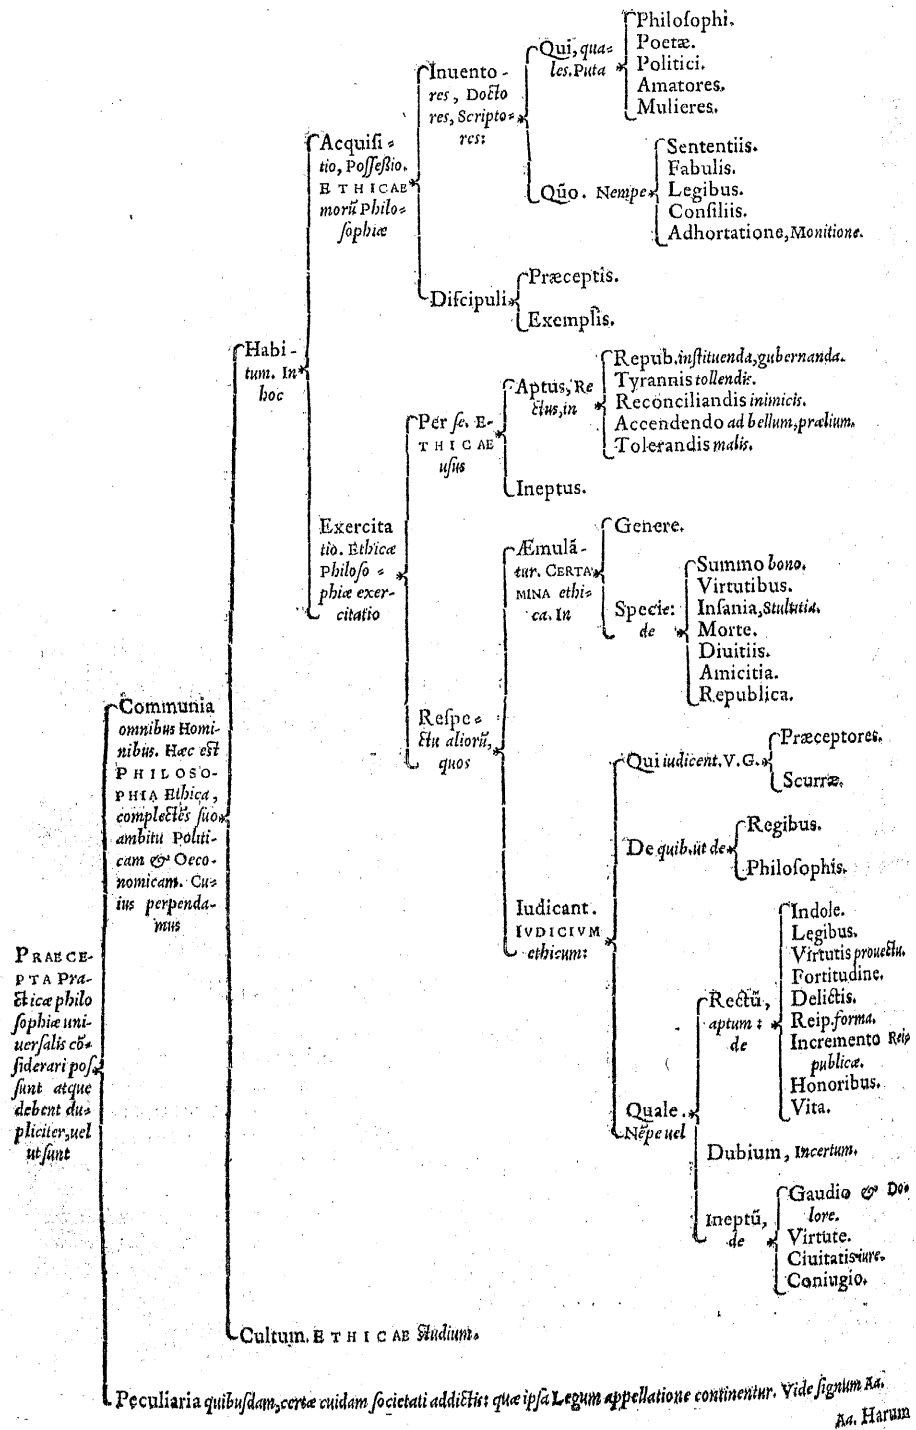 PRAECE-
PTA Pra-
cticæ philo
sophiæ uni-
uersalis cõ-
siderari pos
sunt atque
debent du-
pliciter, uel
ut sunt
Communia
omnibus Homi-
nibus. Hæc est
PHILOSO-
PHIA Ethica,
complectẽs suo
ambitu Politi-
cam & Oeco-
nomicam. Cu-
ius perpenda-
mus
Habi-
tum. In
hoc
Acquisi-
tio, Possessio.
ETHICAE
morũ Philo-
sophiæ
Inuento-
res, Docto
res, Scripto-
res:
Qui, qua-
les. Puta
Philosophi.
Poetæ.
Politici.
Amatores.
Mulieres.
Qũo. Nempe
Sententiis.
Fabulis.
Legibus.
Consiliis.
Adhortatione, Monitione.
Discipuli
Præceptis.
Exemplis.
Exercita
tio. Ethicæ
Philoso-
phiæ exer-
citatio
Per se. E-
THICAE
usus
Aptus, Re
ctus, in
Repub. instituenda, gubernanda.
Tyrannis tollendis.
Reconciliandis inimicis.
Accendendo ad bellum, prælium.
Tolerandis malis.
Ineptus.
Respe-
ctu aliorũ,
quos
Æmulã-
tur. CERTA-
MINA ethi-
ca. In
Genere.
Specie:
de
Summo bono.
Virtutibus.
Insania, Stultitia.
Morte.
Diuitiis.
Amicitia.
Republica.
Iudicant.
IVDICIVM
ethicum:
Qui iudicent. V.G.
Præceptores.
Scurræ.
De quib. ut de
Regibus.
Philosophis.
Quale.
Nẽpe uel
Rectũ,
aptum:
de
Indole.
Legibus.
Virtutis prouectu.
Fortitudine.
Delictis.
Reip. forma.
Incremento Reip
publicæ.
Honoribus.
Vita.
Dubium, Incertum.
Ineptũ,
de
Gaudio & Do-
lore.
Virtute.
Ciuitatis iure.
Coniugio.
Cultum. ETHICAE Studium.
Peculiaria quibusdam, certæ cuidam societati addictis: quæ ipsa Legum appellatione continentur. Vide signum Aa.
Aa. Harum